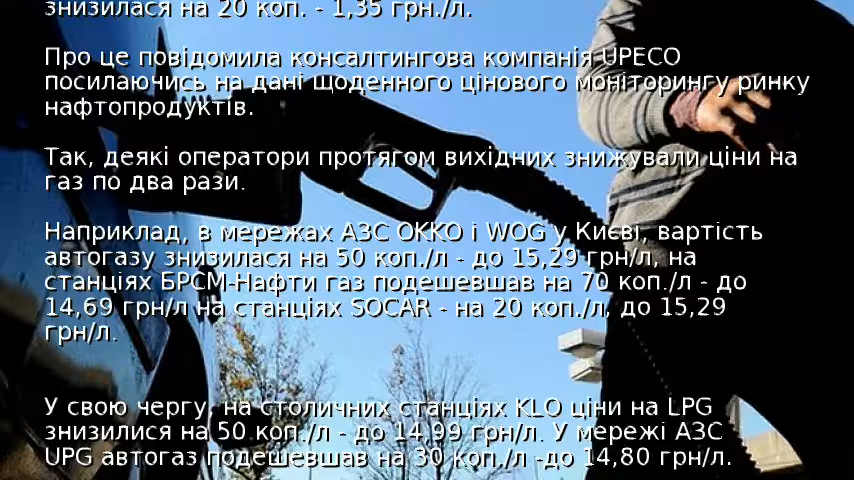 знизилася на 20 коп. - 1,35 грн./л.
Про це повідомила консалтингова компанія UPECO
посилаючись на дані щоденного цінового моніторингу ринку
нафтопродуктів.
Так, деякі оператори протягом вихідних знижували ціни на
газ по два рази.
Наприклад, в мережах АЗС ОККО і WOG у Києві, вартість
автогазу знизилася на 50 коп./л - до 15,29 грн/л, на
станціях БРСМ-Нафти газ подешевшав на 70 коп./л - до
14,69 грн/л на станціях SOCAR - на 20 коп./л, до 15,29
грн/л.
У свою чергу, на столичних станціях KLO ціни на LPG
знизилися на 50 коп./л - до 14,99 грн/л. У мережі АЗС
UPG автогаз подешевшав на 30 коп./л -до 14,80 грн/л.